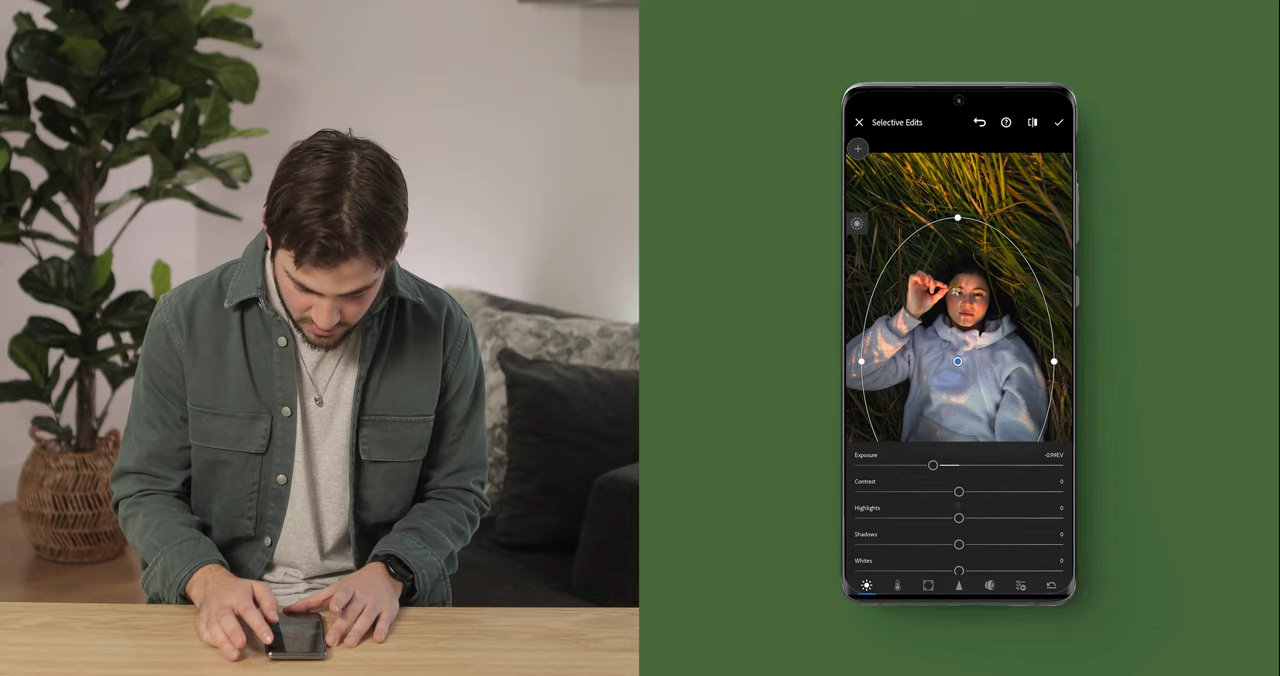 Selective Edits
Exposure -0.99EV
Contrast 0
Highlights 0
Shadows 0
Whites 0